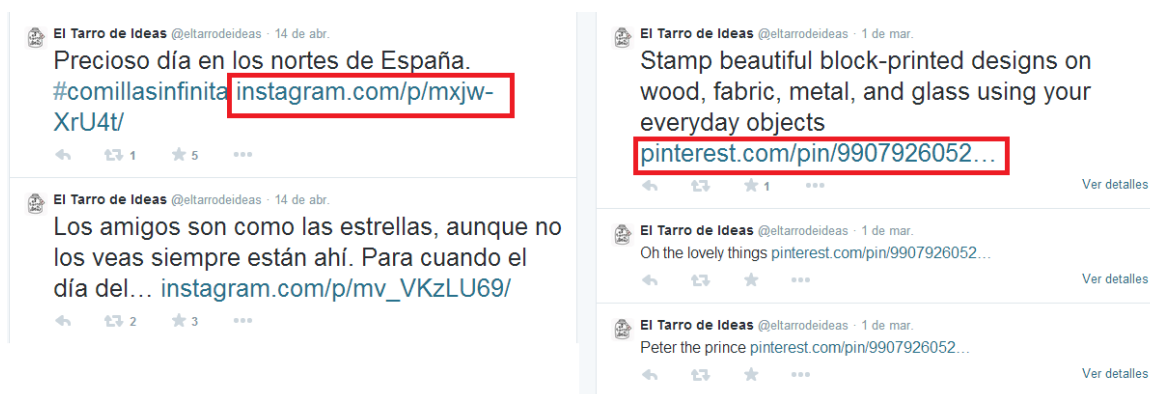 El Tarro de Ideas @eltarrodeideas · 14 de abr.
Precioso día en los nortes de España.
#comillasinfinita instagram.com/p/mxjw-
XrU4t/
1 5
El Tarro de Ideas @eltarrodeideas · 14 de abr.
Los amigos son como las estrellas, aunque no
los veas siempre están ahí. Para cuando el
día del… instagram.com/p/mv_VKzLU69/
2 3
El Tarro de Ideas @eltarrodeideas · 1 de mar.
Stamp beautiful block-printed designs on
wood, fabric, metal, and glass using your
everyday objects
pinterest.com/pin/9907926052…
1 Ver detalles
El Tarro de Ideas @eltarrodeideas · 1 de mar.
Oh the lovely things pinterest.com/pin/9907926052…
Ver detalles
El Tarro de Ideas @eltarrodeideas · 1 de mar.
Peter the prince pinterest.com/pin/9907926052…
Ver detalles